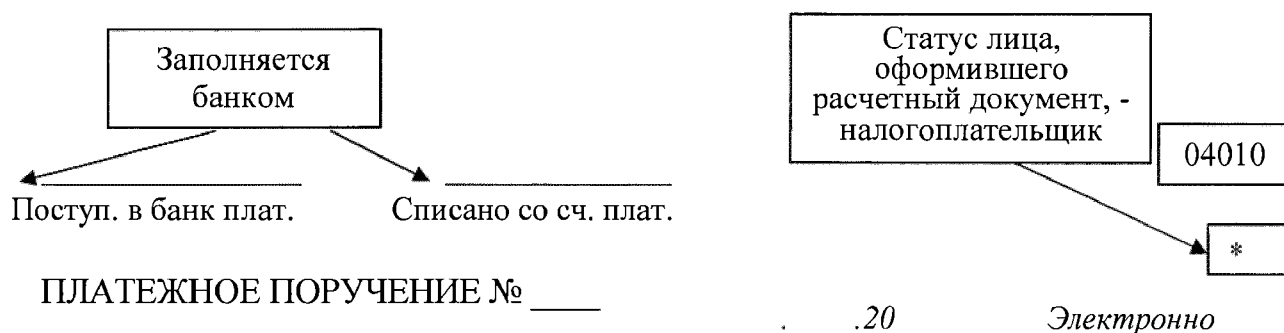 Заполняется
банком
Статус лица,
оформившего
расчетный документ, -
налогоплательщик
04010
Поступ. в банк плат.
Списано со сч. плат.
*
ПЛАТЕЖНОЕ ПОРУЧЕНИЕ № ____
. .20 Электронно